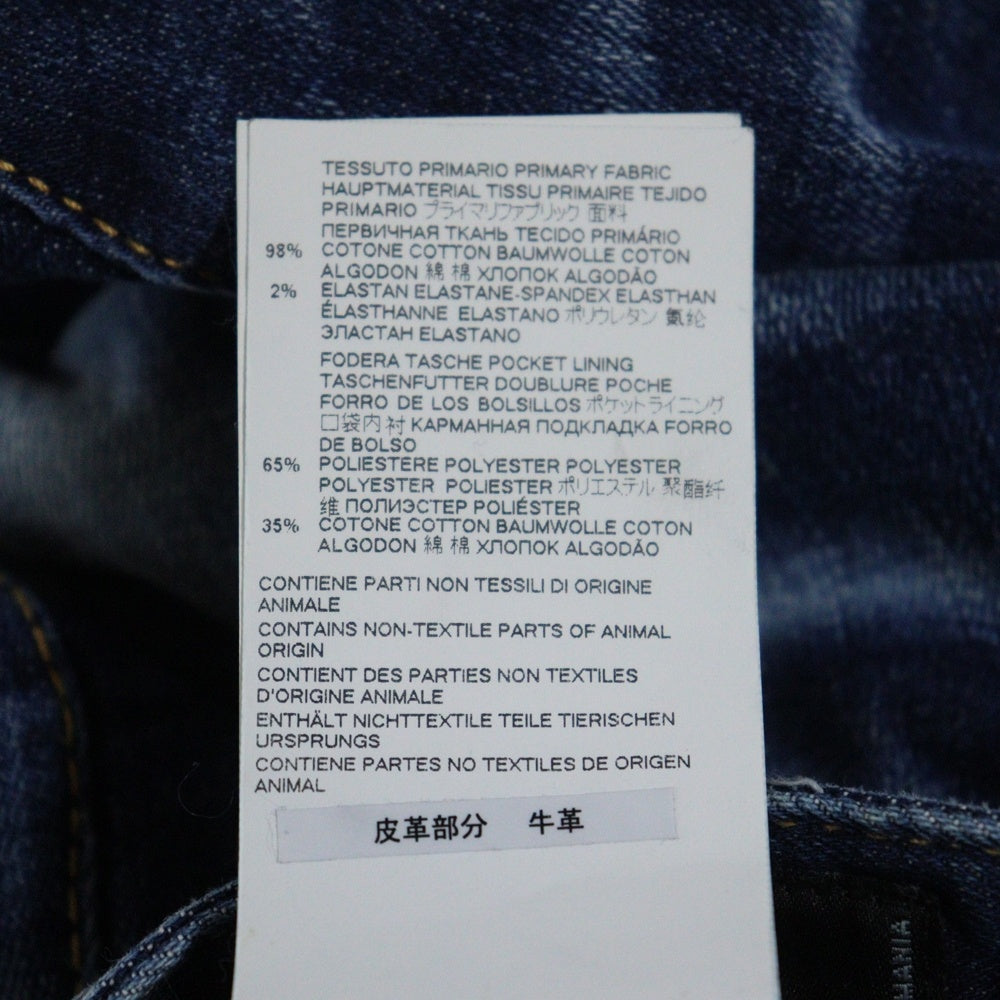 TESSUTO PRIMARIO PRIMARY FABRIC
HAUPTMATERIAL TISSU PRIMAIRE TEJIDO
PRIMARIO プライマリファブリック 面料
ПЕРВИЧНАЯ ТКАНЬ TECIDO PRIMÁRIO
98% COTONE COTTON BAUMWOLLE COTON
ALGODON 綿 棉 ХЛОПОК ALGODÃO
2% ELASTAN ELASTANE-SPANDEX ELASTHAN
ÉLASTHANNE ELASTANO ポリウレタン 氨纶
ЭЛАСТАН ELASTANO
FODERA TASCHE POCKET LINING
TASCHENFUTTER DOUBLURE POCHE
FORRO DE LOS BOLSILLOS ポケットライニング
口袋内衬 КАРМАННАЯ ПОДКЛАДКА FORRO
DE BOLSO
65% POLIESTERE POLYESTER POLYESTER
POLYESTER POLIESTER ポリエステル 聚酯纤
维 ПОЛИЭСТЕР POLIÉSTER
35% COTONE COTTON BAUMWOLLE COTON
ALGODON 綿 棉 ХЛОПОК ALGODÃO
CONTIENE PARTI NON TESSILI DI ORIGINE
ANIMALE
CONTAINS NON-TEXTILE PARTS OF ANIMAL
ORIGIN
CONTIENT DES PARTIES NON TEXTILES
D'ORIGINE ANIMALE
ENTHÄLT NICHTTEXTILE TEILE TIERISCHEN
URSPRUNGS
CONTIENE PARTES NO TEXTILES DE ORIGEN
ANIMAL
皮革部分 牛革